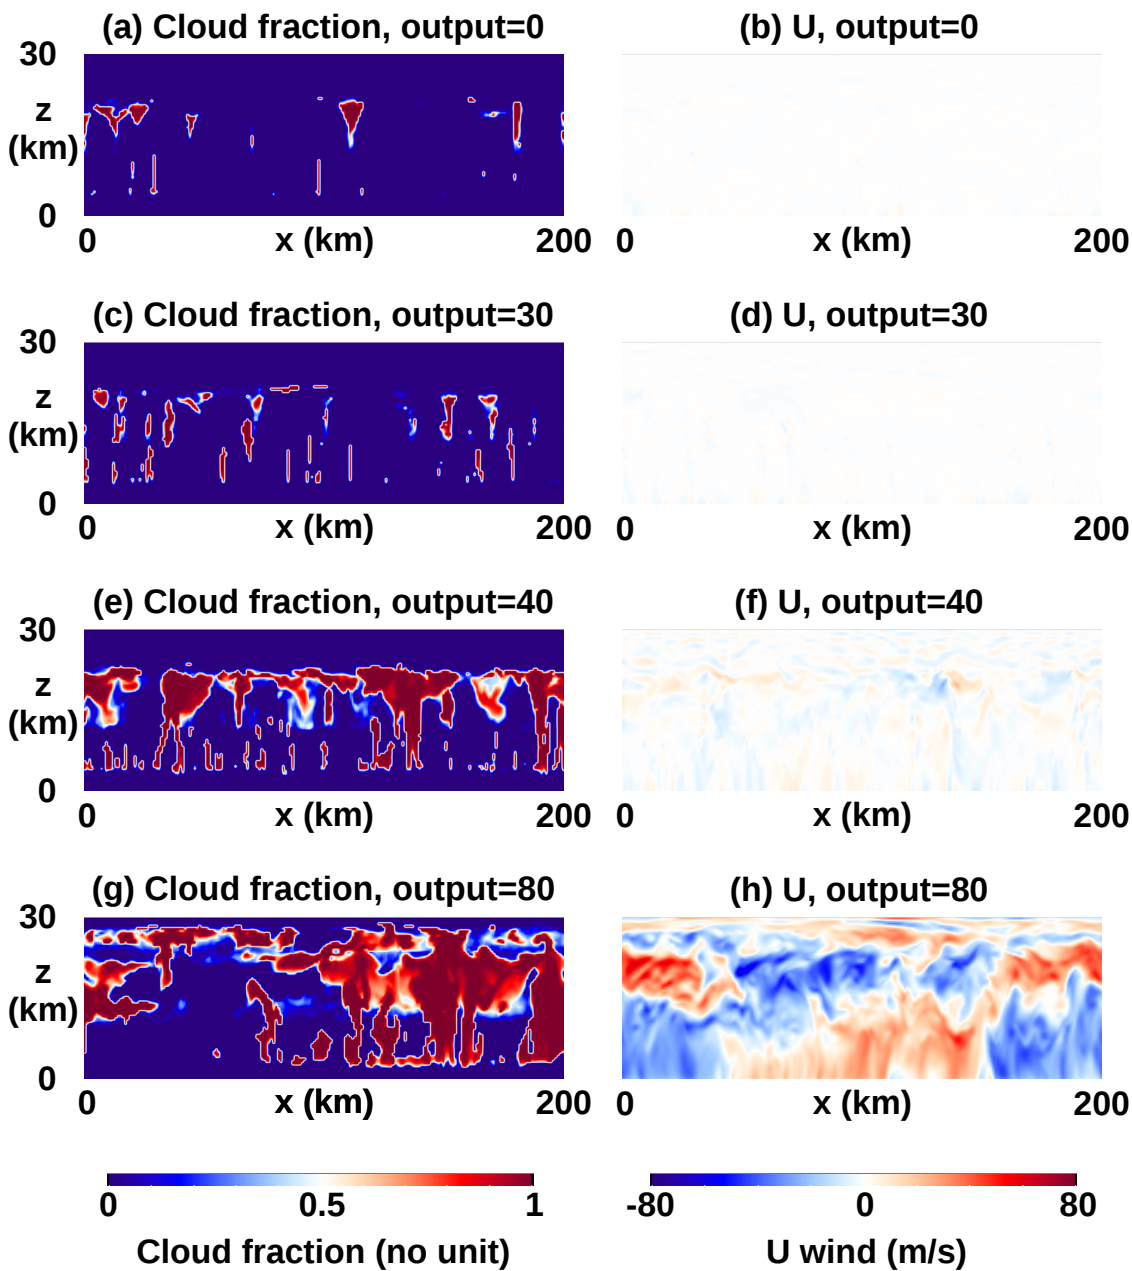 (a) Cloud fraction, output=0
(b) U, output=0
30
z
(km)
0
0 x (km) 200
0 x (km) 200
(c) Cloud fraction, output=30
(d) U, output=30
30
z
(km)
0
0 x (km) 200
0 x (km) 200
(e) Cloud fraction, output=40
(f) U, output=40
30
z
(km)
0
0 x (km) 200
0 x (km) 200
(g) Cloud fraction, output=80
(h) U, output=80
30
z
(km)
0
0 x (km) 200
0 x (km) 200
0 0.5 1
-80 0 80
Cloud fraction (no unit)
U wind (m/s)